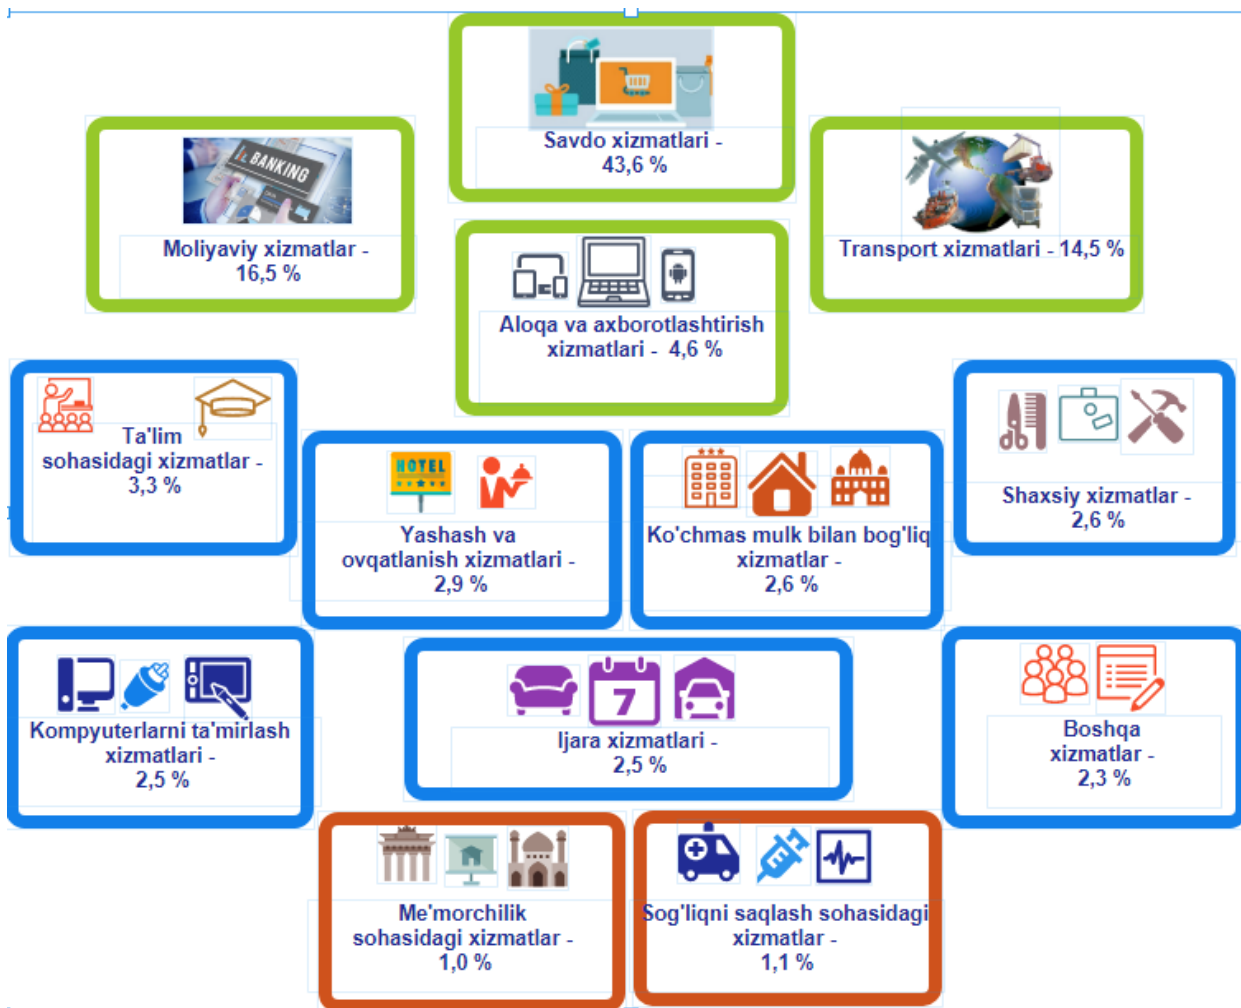 Savdo xizmatlari -
43,6 %
BANKING
Moliyaviy xizmatlar -
16,5 %
Transport xizmatlari - 14,5 %
Aloqa va axborotlashtirish
xizmatlari -  4,6 %
Ta'lim
sohasidagi xizmatlar -
3,3 %
HOTEL
Yashash va
ovqatlanish xizmatlari -
2,9 %
Ko'chmas mulk bilan bog'liq
xizmatlar -
2,6 %
Shaxsiy xizmatlar -
2,6 %
Kompyuterlarni ta'mirlash
xizmatlari -
2,5 %
7
Ijara xizmatlari -
2,5 %
Boshqa
xizmatlar -
2,3 %
Me'morchilik
sohasidagi xizmatlar -
1,0 %
Sog'liqni saqlash sohasidagi
xizmatlar -
1,1 %